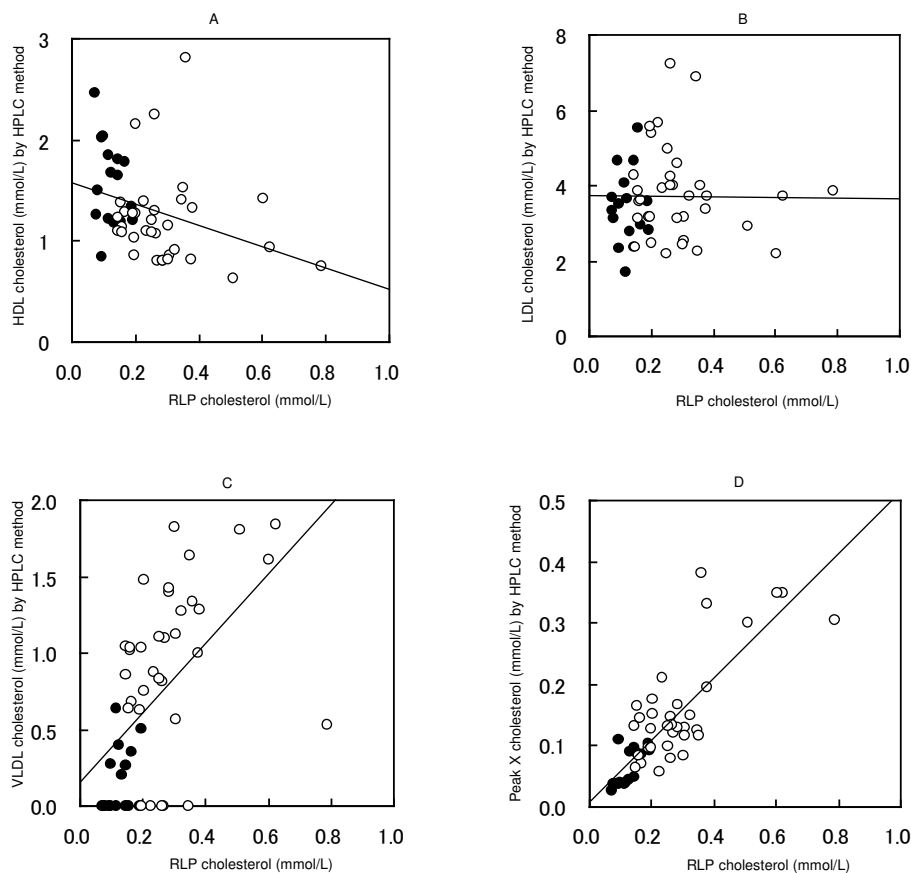 A
HDL cholesterol (mmol/L) by HPLC method
3
2
1
0
0.0 0.2 0.4 0.6 0.8 1.0
RLP cholesterol (mmol/L)
B
LDL cholesterol (mmol/L) by HPLC method
8
6
4
2
0
0.0 0.2 0.4 0.6 0.8 1.0
RLP cholesterol (mmol/L)
C
VLDL cholesterol (mmol/L) by HPLC method
2.0
1.5
1.0
0.5
0.0
0.0 0.2 0.4 0.6 0.8 1.0
RLP cholesterol (mmol/L)
D
Peak X cholesterol (mmol/L) by HPLC method
0.5
0.4
0.3
0.2
0.1
0.0
0.0 0.2 0.4 0.6 0.8 1.0
RLP cholesterol (mmol/L)